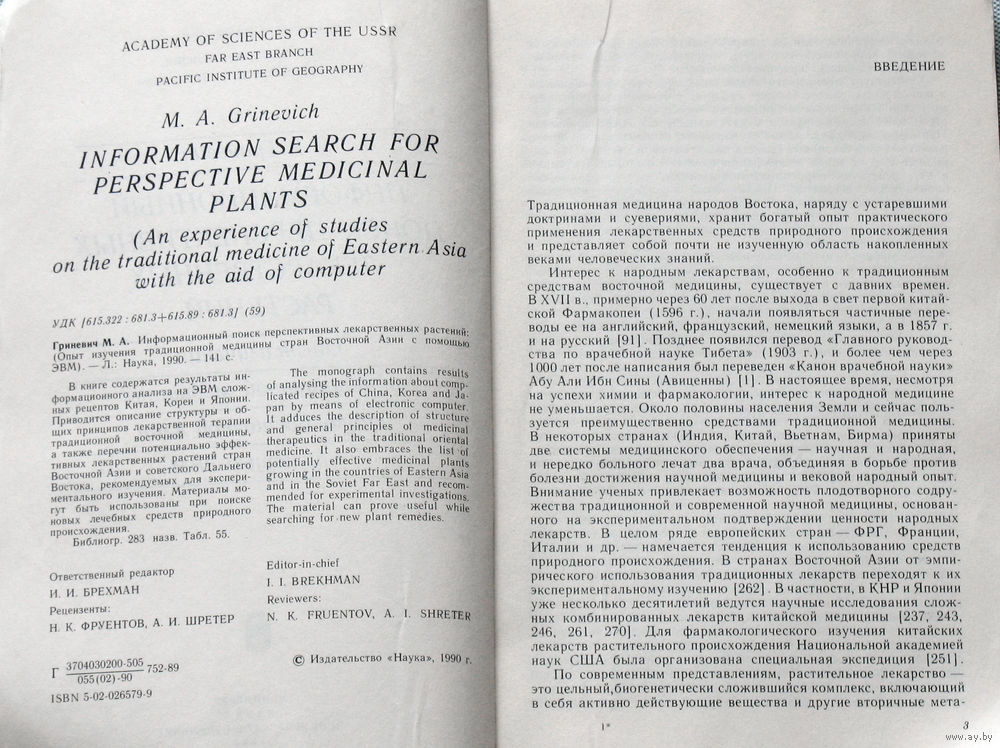 ACADEMY OF SCIENCES OF THE USSR
FAR EAST BRANCH
PACIFIC INSTITUTE OF GEOGRAPHY
M. A. Grinevich
INFORMATION SEARCH FOR
PERSPECTIVE MEDICINAL
PLANTS
(An experience of studies
on the traditional medicine of Eastern Asia
with the aid of computer
УДК [615.322 : 681.3+615.89 : 681.3] (59)
Гриневич М. А. Информационный поиск перспективных лекарственных растений:
(Опыт изучения традиционной медицины стран Восточной Азии с помощью
ЭВМ). — Л.: Наука, 1990. — 141 с.
В книге содержатся результаты ин-
формационного анализа на ЭВМ слож-
ных рецептов Китая, Кореи и Японии.
Приводится описание структуры и об-
щих принципов лекарственной терапии
традиционной восточной медицины,
а также перечни потенциально эффек-
тивных лекарственных растений стран
Восточной Азии и советского Дальнего
Востока, рекомендуемых для экспери-
ментального изучения. Материалы мо-
гут быть использованы при поиске
новых лечебных средств природного
происхождения.
Библиогр. 283 назв. Табл. 55.
The monograph contains results
of analysing the information about comp-
licated recipes of China, Korea and Ja-
pan by means of electronic computer.
It adduces the description of structure
and general principles of medicinal
therapeutics in the traditional oriental
medicine. It also embraces the list of
potentially effective medicinal plants
growing in the countries of Eastern Asia
and in the Soviet Far East and recom-
mended for experimental investigations.
The material can prove useful while
searching for new plant remedies.
Ответственный редактор
И. И. БРЕХМАН
Рецензенты:
Н. К. ФРУЕНТОВ, А. И. ШРЕТЕР
Editor-in-chief
I. I. BREKHMAN
Reviewers:
N. K. FRUENTOV, A. I. SHRETER
Г 3704030200-505
055(02)-90 752-89
© Издательство «Наука», 1990 г.
ISBN 5-02-026579-9
ВВЕДЕНИЕ
Традиционная медицина народов Востока, наряду с устаревшими
доктринами и суевериями, хранит богатый опыт практического
применения лекарственных средств природного происхождения
и представляет собой почти не изученную область накопленных
веками человеческих знаний.
Интерес к народным лекарствам, особенно к традиционным
средствам восточной медицины, существует с давних времен.
В XVII в., примерно через 60 лет после выхода в свет первой китай-
ской Фармакопеи (1596 г.), начали появляться частичные пере-
воды ее на английский, французский, немецкий языки, а в 1857 г.
и на русский [91]. Позднее появился перевод «Главного руковод-
ства по врачебной науке Тибета» (1903 г.), и более чем через
1000 лет после написания был переведен «Канон врачебной науки»
Абу Али Ибн Сины (Авиценны) [1]. В настоящее время, несмотря
на успехи химии и фармакологии, интерес к народной медицине
не уменьшается. Около половины населения Земли и сейчас поль-
зуется преимущественно средствами традиционной медицины.
В некоторых странах (Индия, Китай, Вьетнам, Бирма) приняты
две системы медицинского обеспечения — научная и народная,
и нередко больного лечат два врача, объединяя в борьбе против
болезни достижения научной медицины и вековой народный опыт.
Внимание ученых привлекает возможность плодотворного содру-
жества традиционной и современной научной медицины, основан-
ного на экспериментальном подтверждении ценности народных
лекарств. В целом ряде европейских стран — ФРГ, Франции,
Италии и др. — намечается тенденция к использованию средств
природного происхождения. В странах Восточной Азии от эмпи-
рического использования традиционных лекарств переходят к их
экспериментальному изучению [262]. В частности, в КНР и Японии
уже несколько десятилетий ведутся научные исследования слож-
ных комбинированных лекарств китайской медицины [237, 243,
246, 261, 270]. Для фармакологического изучения китайских
лекарств растительного происхождения Национальной академией
наук США была организована специальная экспедиция [251].
По современным представлениям, растительное лекарство —
это цельный,биогенетически сложившийся комплекс, включающий
в себя активно действующие вещества и другие вторичные мета-
1*
3
www.ay.by